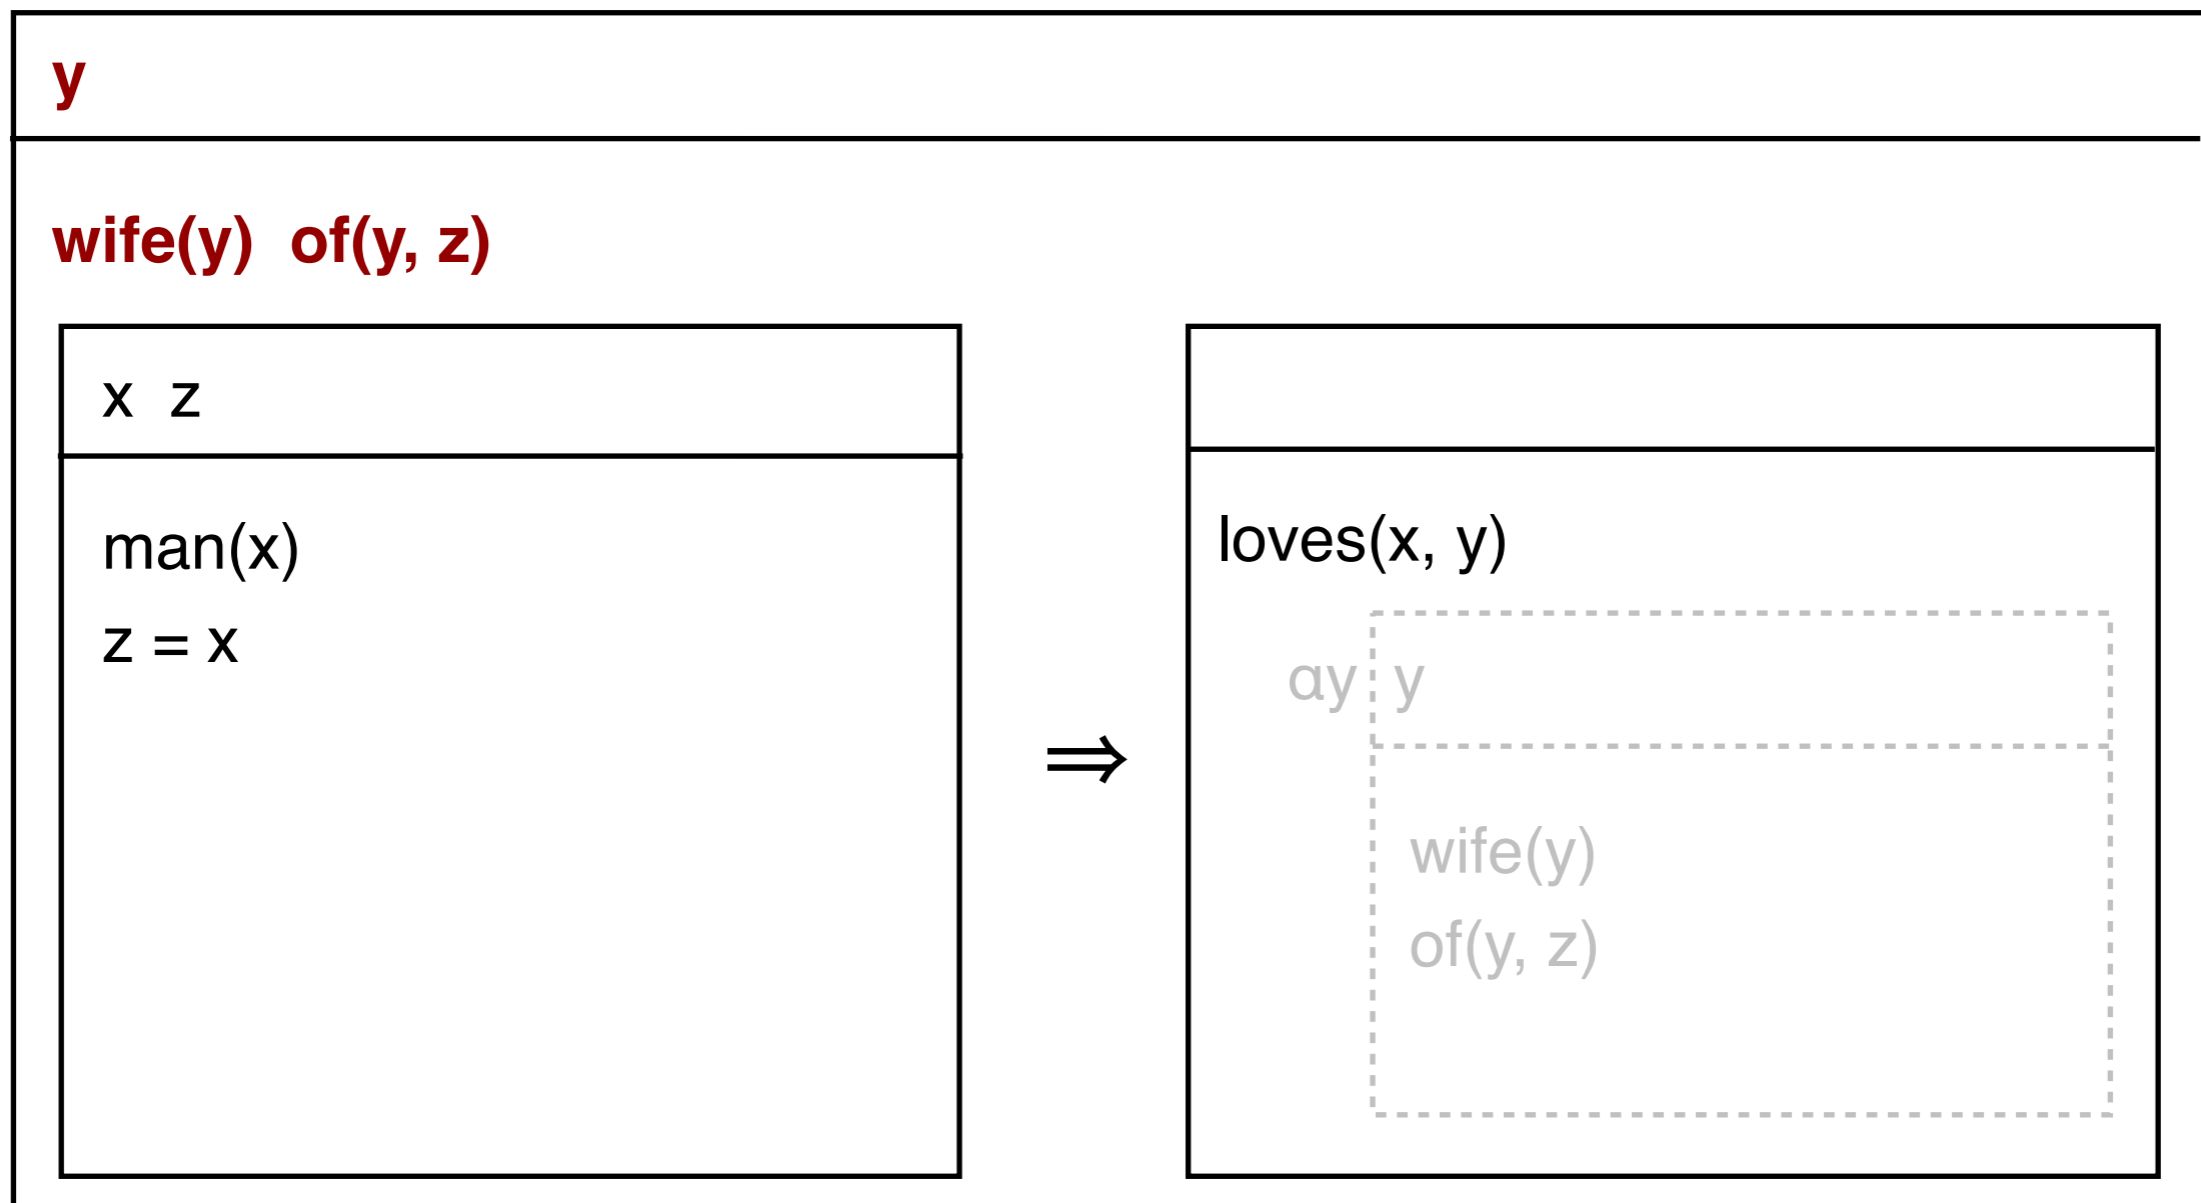 y
wife(y) of(y, z)
x z
man(x)
z = x
⇒
loves(x, y)
αy y
wife(y)
of(y, z)